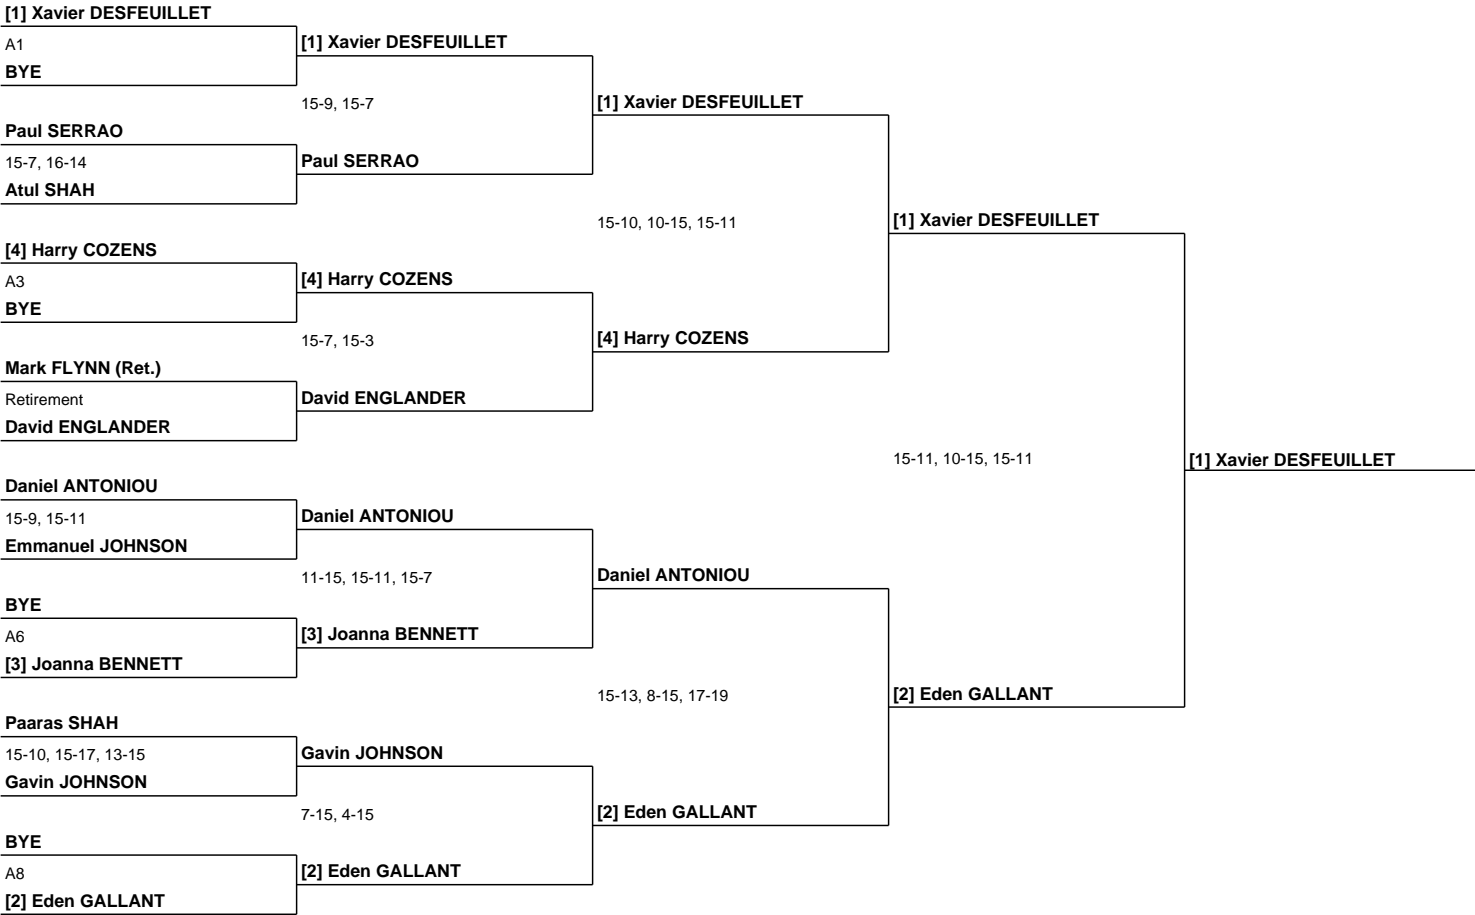 [1] Xavier DESFEUILLET
A1
BYE
Paul SERRAO
15-7, 16-14
Atul SHAH
[4] Harry COZENS
A3
BYE
Mark FLYNN (Ret.)
Retirement
David ENGLANDER
Daniel ANTONIOU
15-9, 15-11
Emmanuel JOHNSON
BYE
A6
[3] Joanna BENNETT
Paaras SHAH
15-10, 15-17, 13-15
Gavin JOHNSON
BYE
A8
[2] Eden GALLANT
[1] Xavier DESFEUILLET
15-9, 15-7
Paul SERRAO
[4] Harry COZENS
15-7, 15-3
David ENGLANDER
Daniel ANTONIOU
11-15, 15-11, 15-7
[3] Joanna BENNETT
Gavin JOHNSON
7-15, 4-15
[2] Eden GALLANT
[1] Xavier DESFEUILLET
15-10, 10-15, 15-11
[4] Harry COZENS
Daniel ANTONIOU
15-13, 8-15, 17-19
[2] Eden GALLANT
[1] Xavier DESFEUILLET
15-11, 10-15, 15-11
[2] Eden GALLANT
[1] Xavier DESFEUILLET